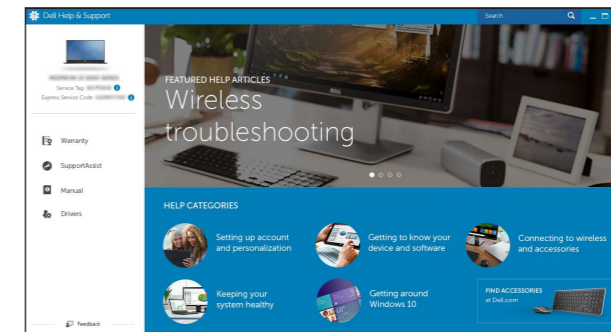 Dell Help & Support
Search
Service Tag:
Express Service Code:
Warranty
SupportAssist
Manual
Drivers
Feedback
FEATURED HELP ARTICLES
Wireless
troubleshooting
HELP CATEGORIES
Setting up account
and personalization
Getting to know your
device and software
Connecting to wireless
and accessories
Keeping your
system healthy
Getting around
Windows 10
FIND ACCESSORIES
at Dell.com